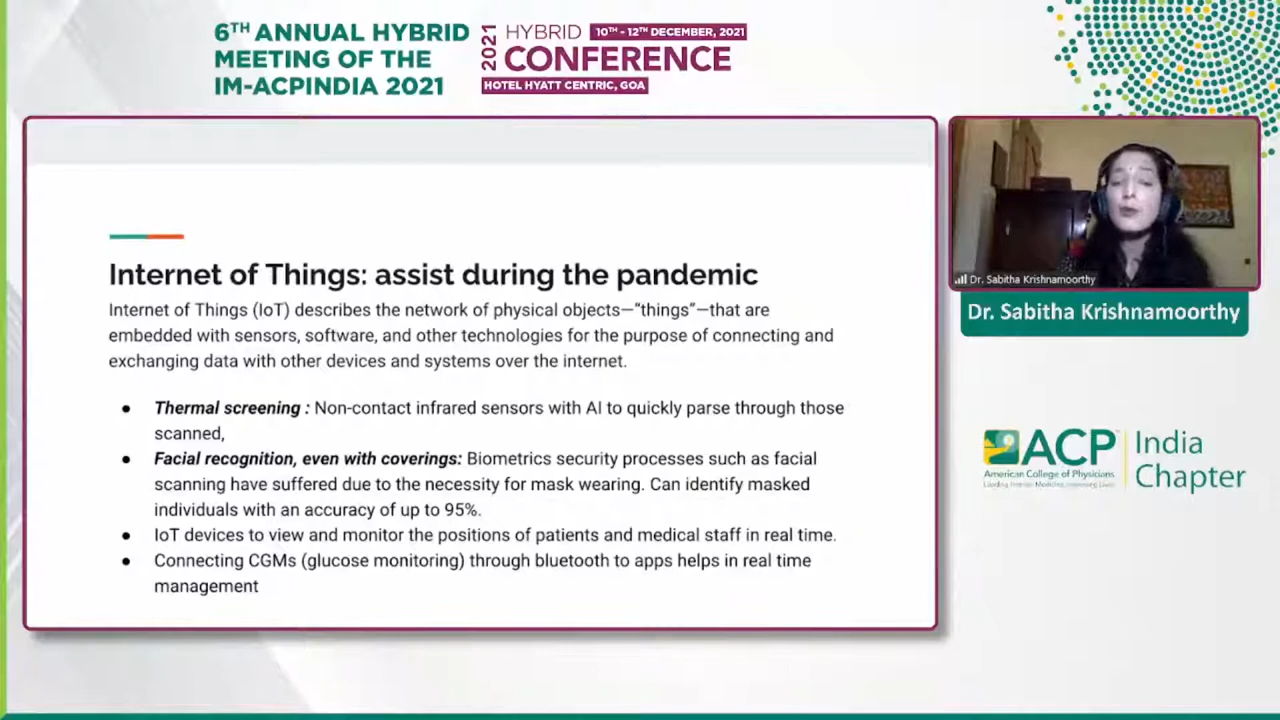 6TH ANNUAL HYBRID
MEETING OF THE
IM-ACPINDIA 2021
2021
HYBRID 10TH - 12TH DECEMBER, 2021
CONFERENCE
HOTEL HYATT CENTRIC, GOA
Internet of Things: assist during the pandemic
Internet of Things (IoT) describes the network of physical objects—“things”—that are
embedded with sensors, software, and other technologies for the purpose of connecting and
exchanging data with other devices and systems over the internet.
● Thermal screening : Non-contact infrared sensors with AI to quickly parse through those
scanned,
● Facial recognition, even with coverings: Biometrics security processes such as facial
scanning have suffered due to the necessity for mask wearing. Can identify masked
individuals with an accuracy of up to 95%.
● IoT devices to view and monitor the positions of patients and medical staff in real time.
● Connecting CGMs (glucose monitoring) through bluetooth to apps helps in real time
management
Dr. Sabitha Krishnamoorthy
Dr. Sabitha Krishnamoorthy
ACP
American College of Physicians
Leading Internal Medicine, Improving Lives
India
Chapter